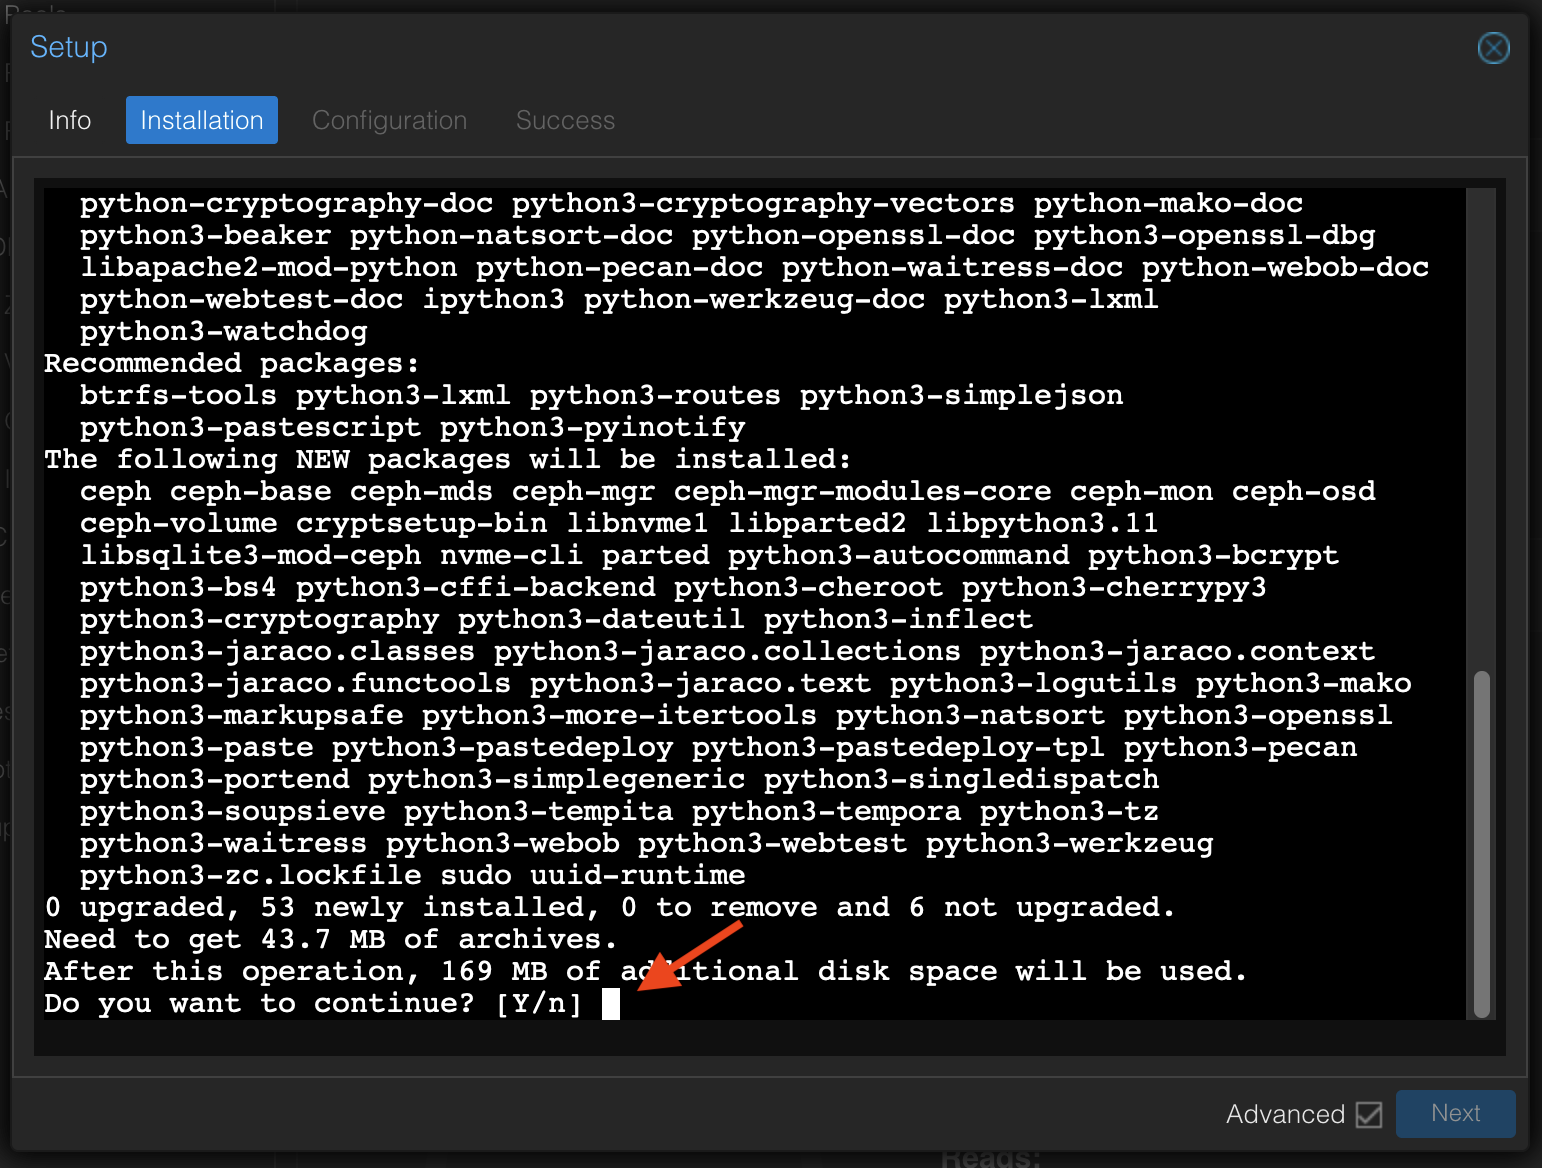 Setup
Info Installation Configuration Success
python-cryptography-doc python3-cryptography-vectors python-mako-doc
python3-beaker python-natsort-doc python-openssl-doc python3-openssl-dbg
libapache2-mod-python python-pecan-doc python-waitress-doc python-webob-doc
python-webtest-doc ipython3 python-werkzeug-doc python3-lxml
python3-watchdog
Recommended packages:
btrfs-tools python3-lxml python3-routes python3-simplejson
python3-pastescript python3-pyinotify
The following NEW packages will be installed:
ceph ceph-base ceph-mds ceph-mgr ceph-mgr-modules-core ceph-mon ceph-osd
ceph-volume cryptsetup-bin libnvme1 libparted2 libpython3.11
libsqlite3-mod-ceph nvme-cli parted python3-autocommand python3-bcrypt
python3-bs4 python3-cffi-backend python3-cheroot python3-cherrypy3
python3-cryptography python3-dateutil python3-inflect
python3-jaraco.classes python3-jaraco.collections python3-jaraco.context
python3-jaraco.functools python3-jaraco.text python3-logutils python3-mako
python3-markupsafe python3-more-itertools python3-natsort python3-openssl
python3-paste python3-pastedeploy python3-pastedeploy-tpl python3-pecan
python3-portend python3-simplegeneric python3-singledispatch
python3-soupsieve python3-tempita python3-tempora python3-tz
python3-waitress python3-webob python3-webtest python3-werkzeug
python3-zc.lockfile sudo uuid-runtime
0 upgraded, 53 newly installed, 0 to remove and 6 not upgraded.
Need to get 43.7 MB of archives.
After this operation, 169 MB of additional disk space will be used.
Do you want to continue? [Y/n]
Advanced Next
Reads: